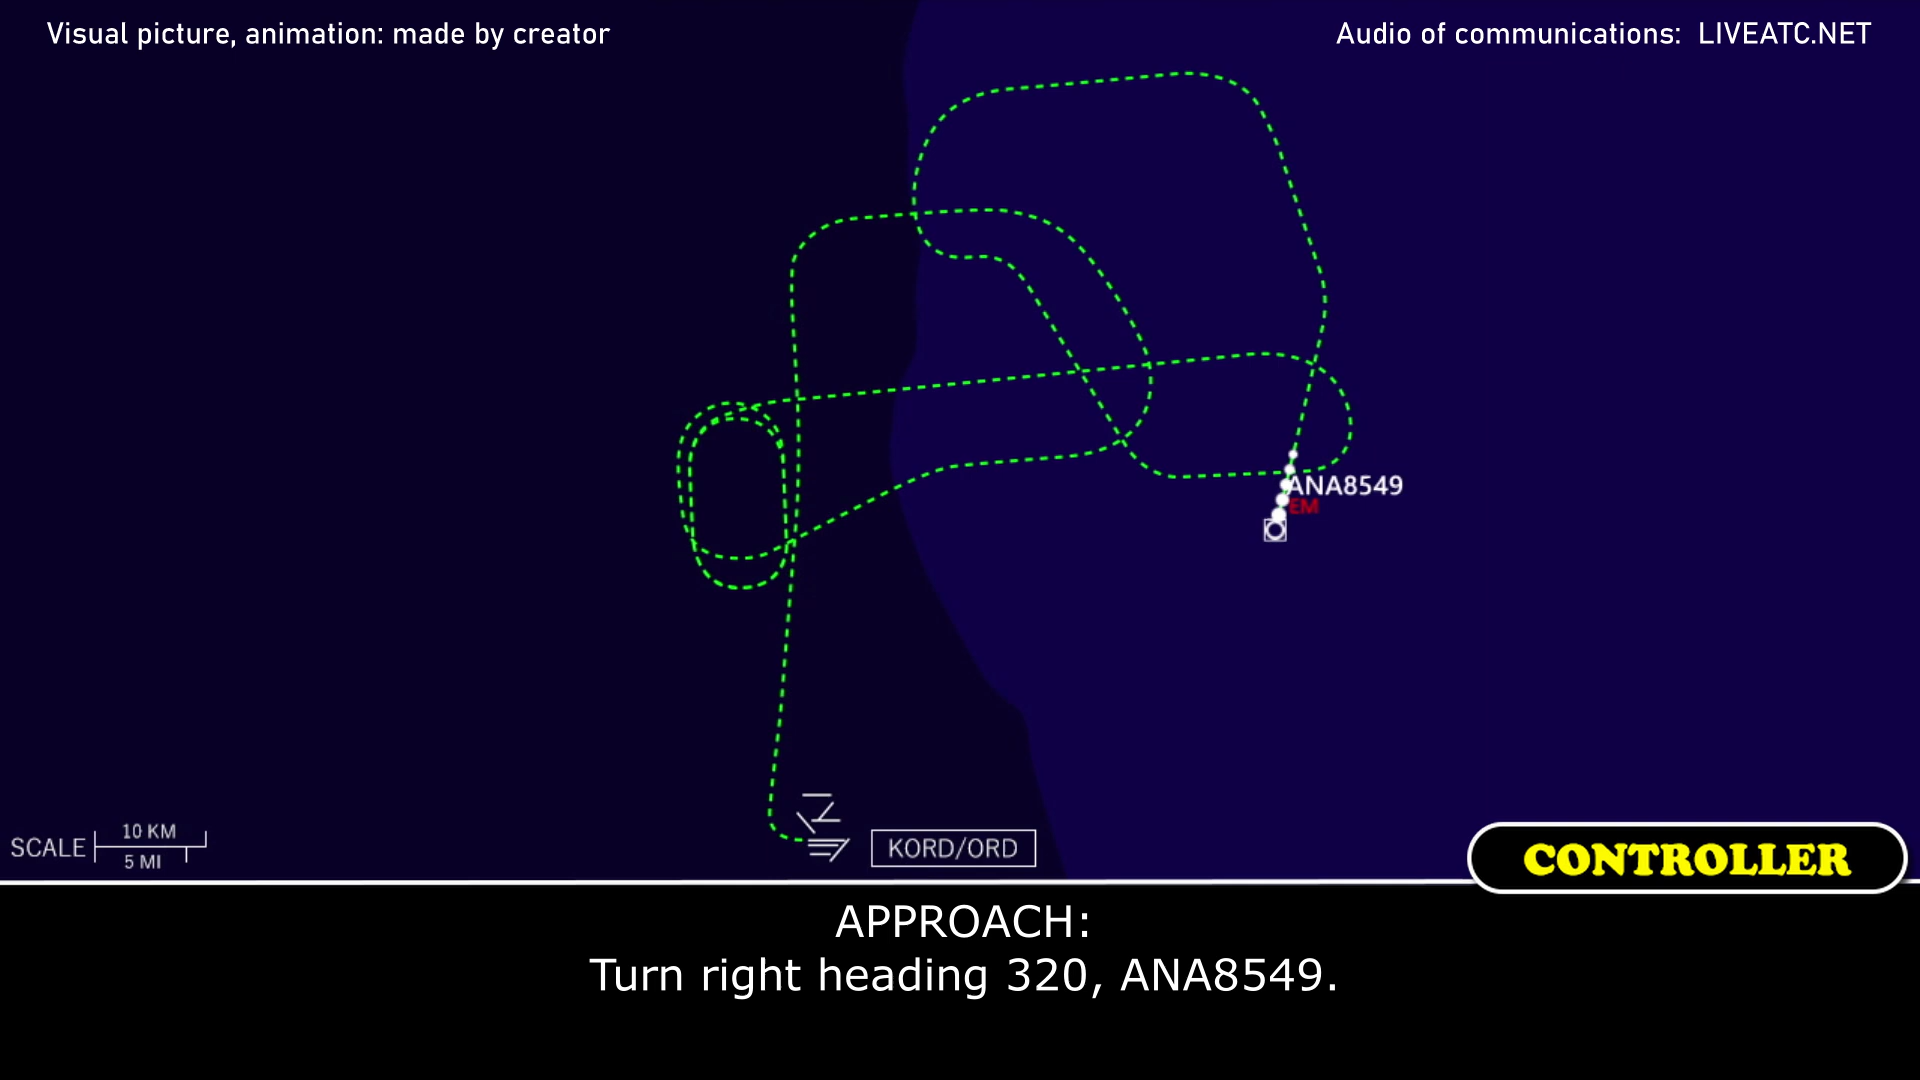 Visual picture, animation: made by creator
Audio of communications: LIVEATC.NET
ANA8549
EM
SCALE
10 KM
5 MI
KORD/ORD
CONTROLLER
APPROACH:
Turn right heading 320, ANA8549.